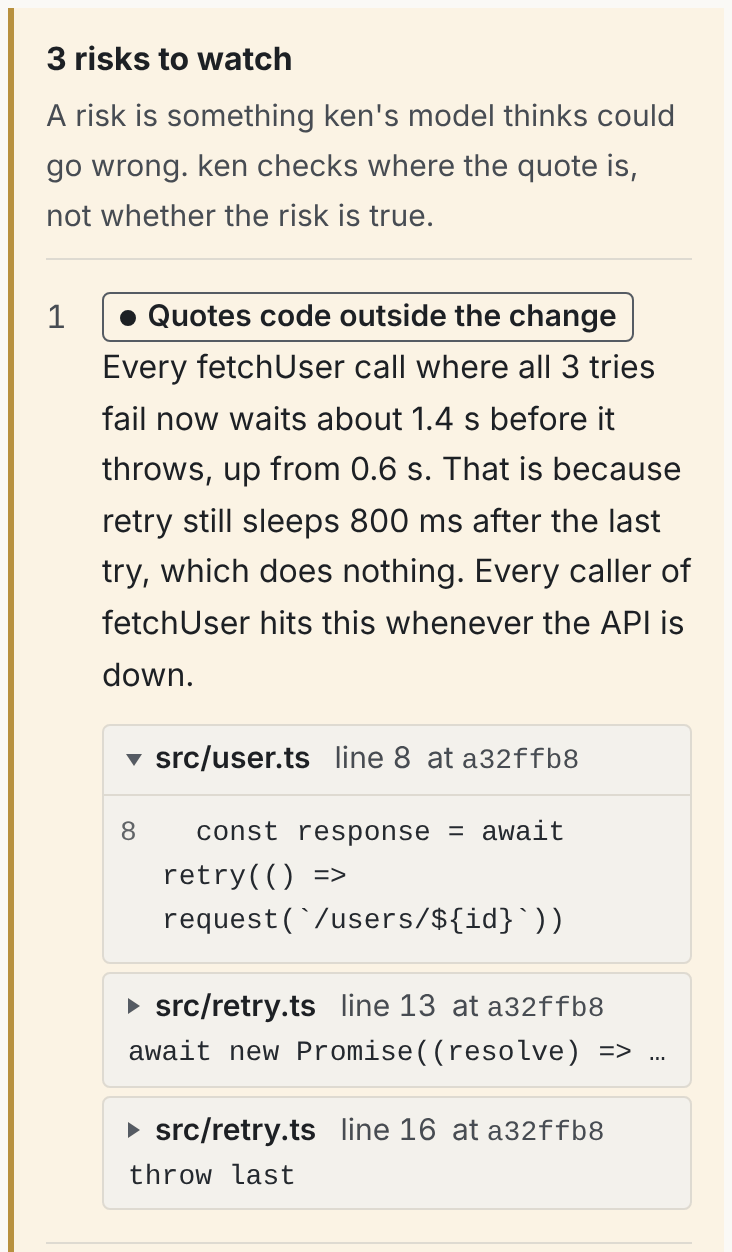 3 risks to watch
A risk is something ken's model thinks could
go wrong. ken checks where the quote is,
not whether the risk is true.
1 ● Quotes code outside the change
Every fetchUser call where all 3 tries
fail now waits about 1.4 s before it
throws, up from 0.6 s. That is because
retry still sleeps 800 ms after the last
try, which does nothing. Every caller of
fetchUser hits this whenever the API is
down.
▼ src/user.ts line 8 at a32ffb8
8 const response = await
retry(() =>
request(`/users/${id}`))
▶ src/retry.ts line 13 at a32ffb8
await new Promise((resolve) => …
▶ src/retry.ts line 16 at a32ffb8
throw last